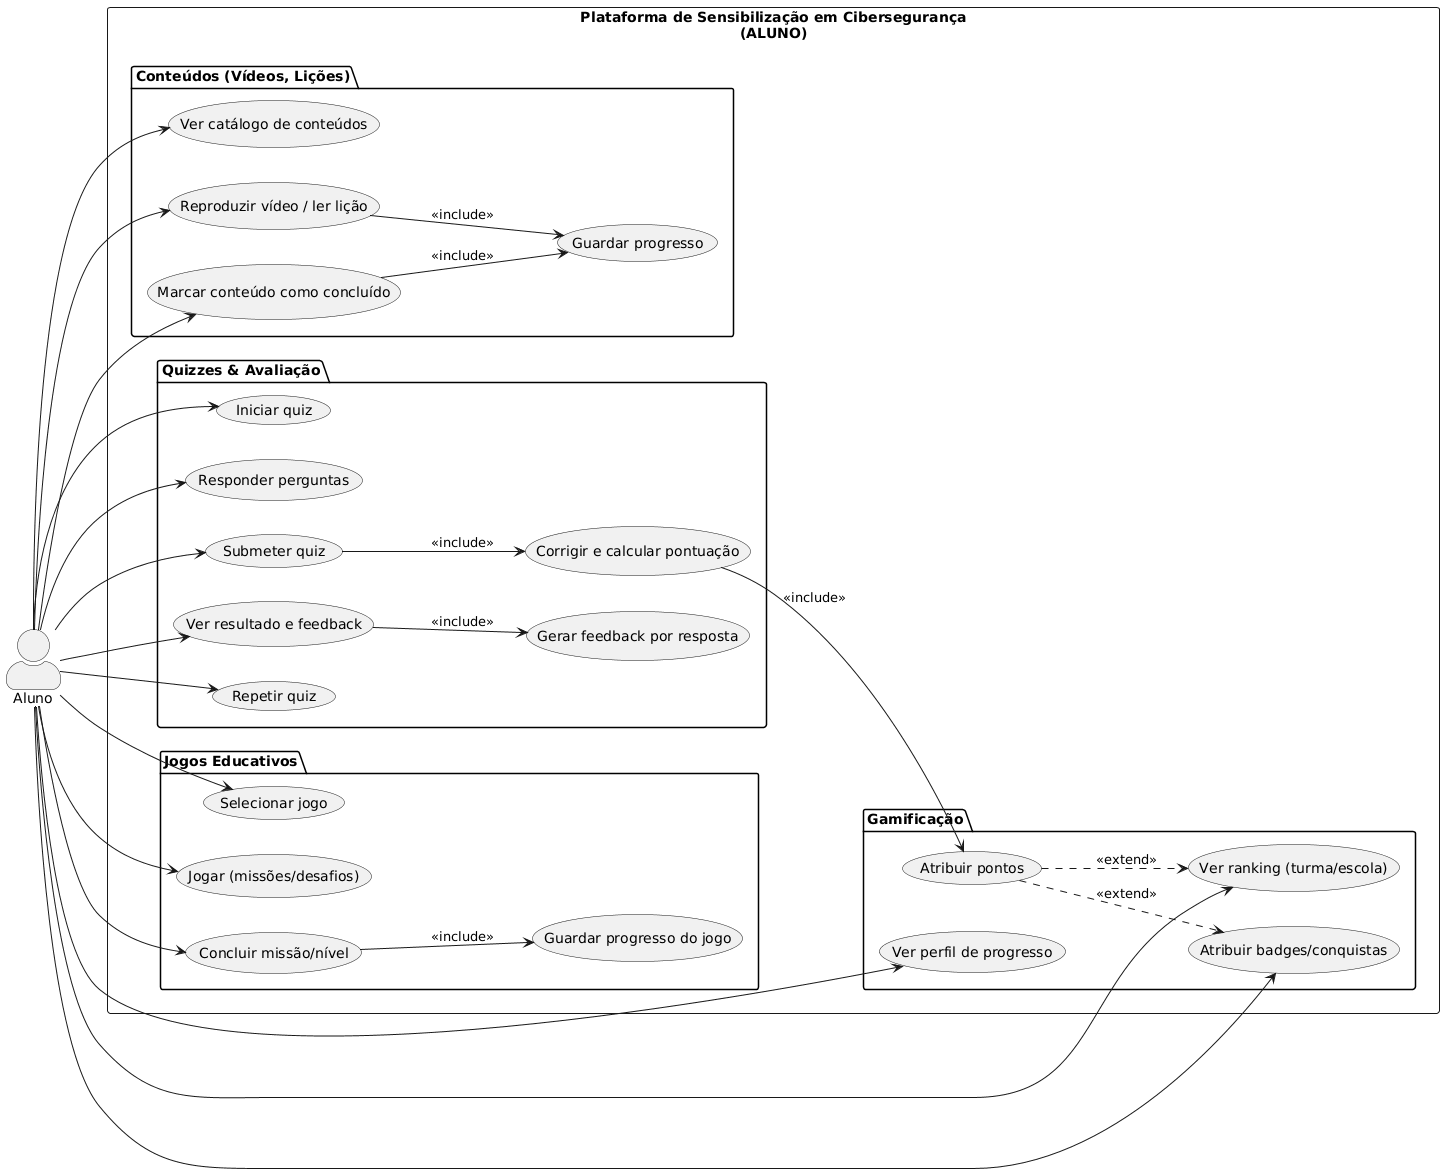 Plataforma de Sensibilização em Cibersegurança
(ALUNO)
Conteúdos (Vídeos, Lições)
Ver catálogo de conteúdos
Reproduzir vídeo / ler lição
«include»
Guardar progresso
«include»
Marcar conteúdo como concluído
Quizzes & Avaliação
Iniciar quiz
Responder perguntas
Submeter quiz
«include»
Corrigir e calcular pontuação
«include»
Ver resultado e feedback
«include»
Gerar feedback por resposta
Repetir quiz
Aluno
Jogos Educativos
Selecionar jogo
Jogar (missões/desafios)
Concluir missão/nível
«include»
Guardar progresso do jogo
Gamificação
Atribuir pontos
«extend»
Ver ranking (turma/escola)
«extend»
Ver perfil de progresso
Atribuir badges/conquistas